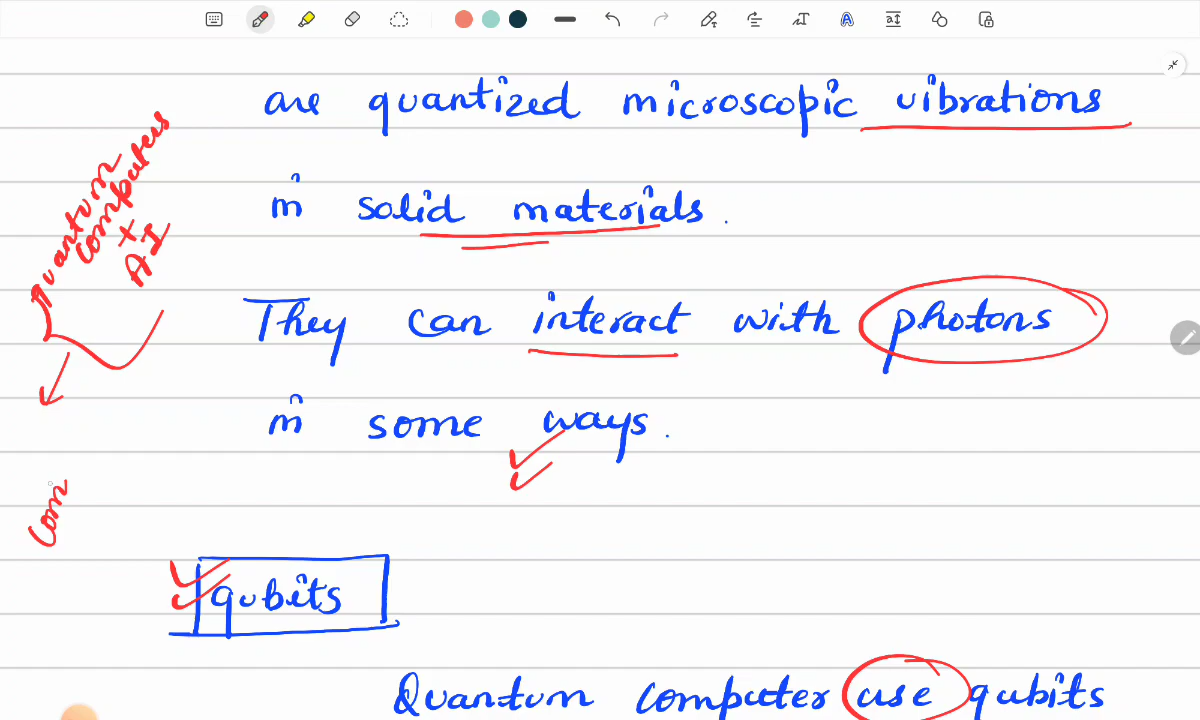 are quantized microscopic vibrations
in solid materials.
They can interact with photons
in some ways.
quantum
computers
+
AI
com
qubits
Quantum computer use qubits